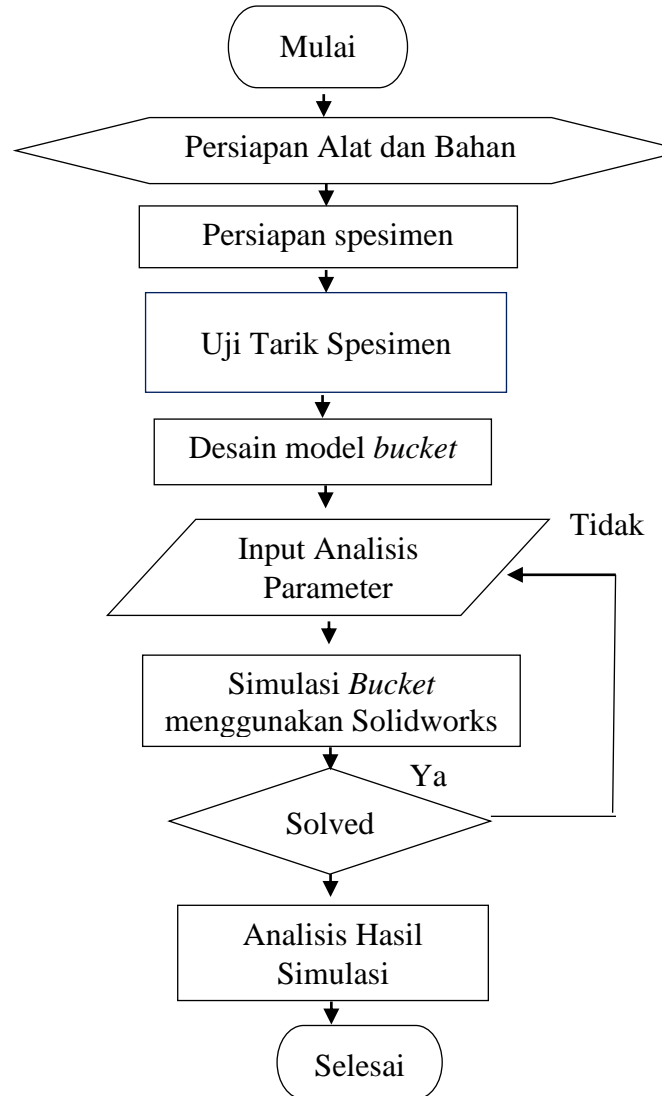 Mulai
Persiapan Alat dan Bahan
Persiapan spesimen
Uji Tarik Spesimen
Desain model bucket
Tidak
Input Analisis
Parameter
Simulasi Bucket
menggunakan Solidworks
Ya
Solved
Analisis Hasil
Simulasi
Selesai